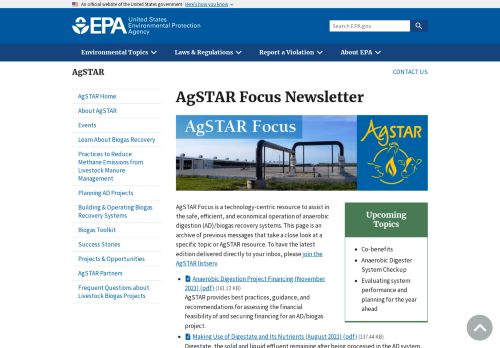 An official website of the United States government Here's how you know
EPA United States
Environmental Protection
Agency
Search EPA.gov
Environmental Topics Laws & Regulations Report a Violation About EPA
AgSTAR
CONTACT US
AgSTAR Home
About AgSTAR
Events
Learn About Biogas Recovery
Practices to Reduce
Methane Emissions from
Livestock Manure
Management
Planning AD Projects
Building & Operating Biogas
Recovery Systems
Biogas Toolkit
Success Stories
Projects & Opportunities
AgSTAR Partners
Frequent Questions about
Livestock Biogas Projects
AgSTAR Focus Newsletter
AgSTAR Focus
AgSTAR
AgSTAR Focus is a technology-centric resource to assist in
the safe, efficient, and economical operation of anaerobic
digestion (AD)/biogas recovery systems. This page is an
archive of previous messages that take a close look at a
specific topic or AgSTAR resource. To have the latest
edition delivered directly to your inbox, please join the
AgSTAR listserv.
Anaerobic Digestion Project Financing (November
2023) (pdf) (161.12 KB)
AgSTAR provides best practices, guidance, and
recommendations for assessing the financial
feasibility of and securing financing for an AD/biogas
project.
Making Use of Digestate and Its Nutrients (August 2023) (pdf) (137.44 KB)
Digestate, the solid and liquid effluent remaining after being processed in the AD system,
Upcoming
Topics
Co-benefits
Anaerobic Digester
System Checkup
Evaluating system
performance and
planning for the year
ahead